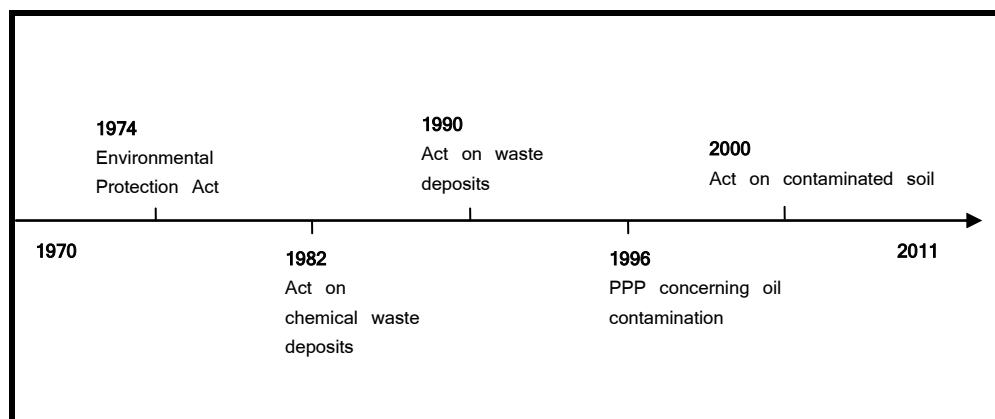 1974
Environmental
Protection Act
1990
Act on waste
deposits
2000
Act on contaminated soil
1970
2011
1982
Act on
chemical waste
deposits
1996
PPP concerning oil
contamination